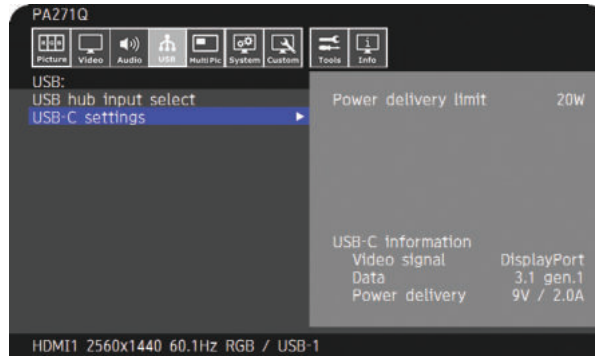 PA271Q
Picture Video Audio USB MultiPic System Custom Tools Info
USB:
USB hub input select
USB-C settings
Power delivery limit 20W
USB-C information
Video signal DisplayPort
Data 3.1 gen.1
Power delivery 9V / 2.0A
HDMI1 2560x1440 60.1Hz RGB / USB-1